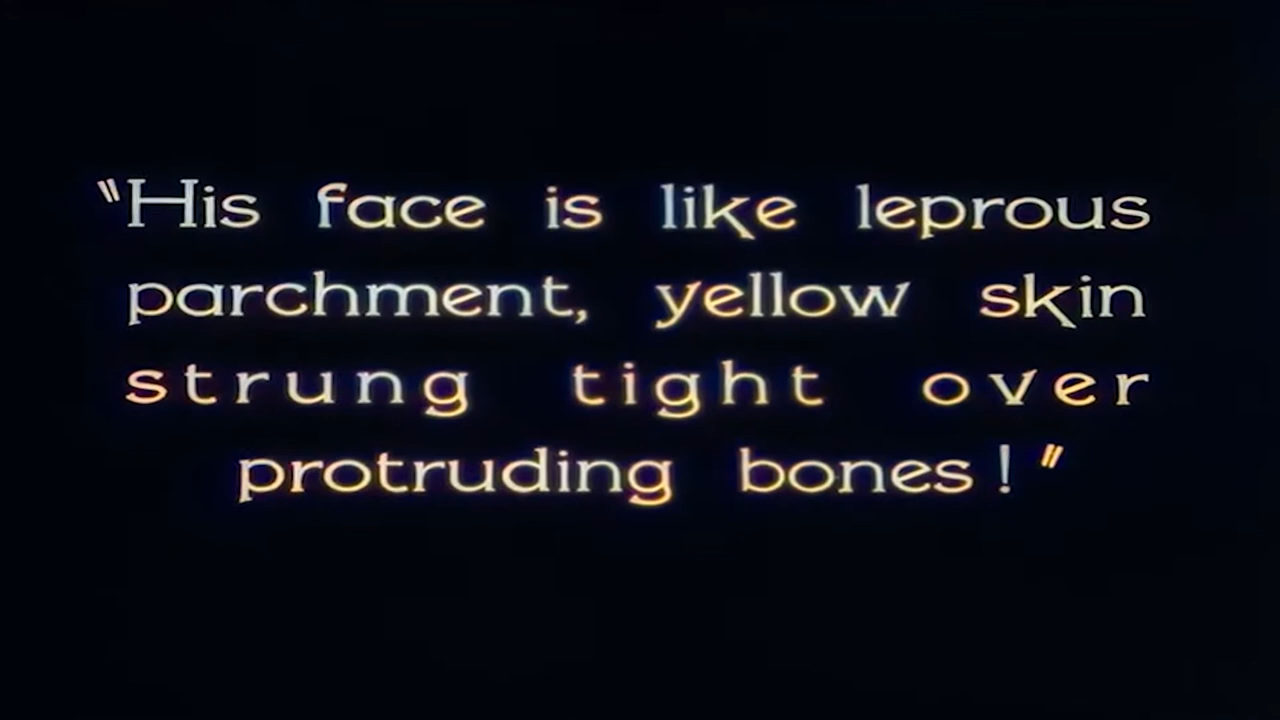 "His face is like leprous
parchment, yellow skin
strung tight over
protruding bones!"